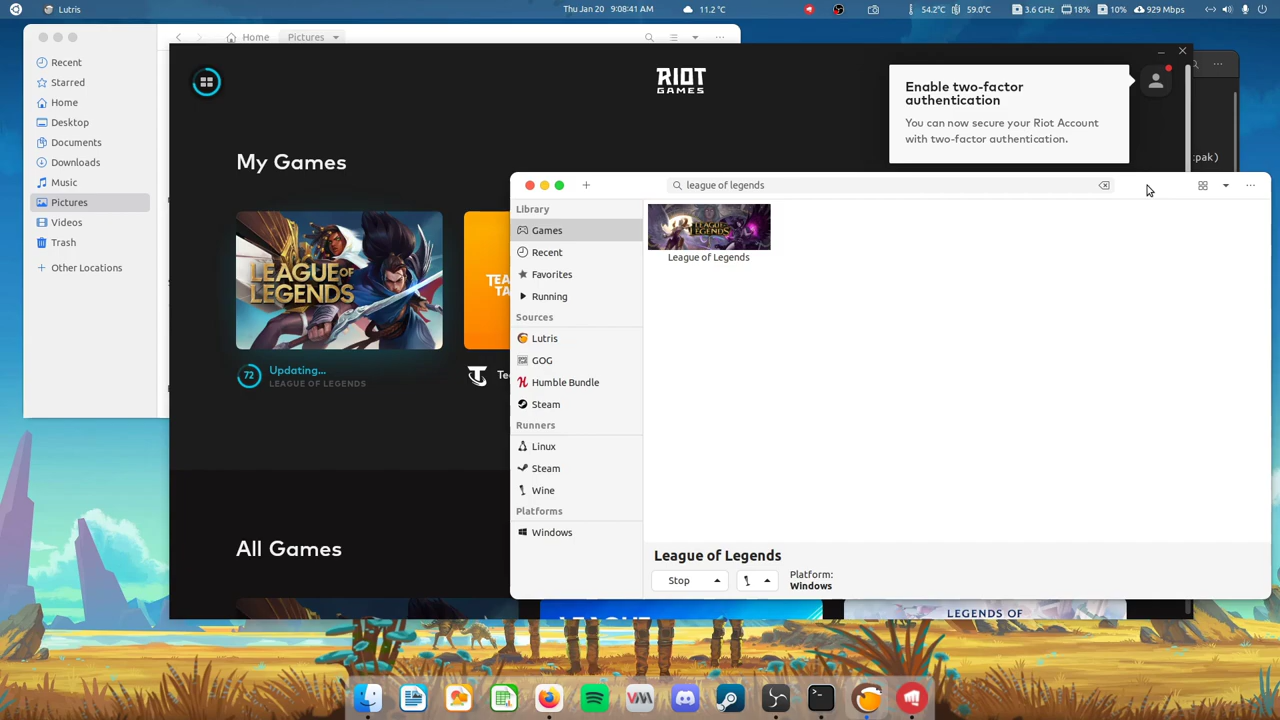 Lutris
Thu Jan 20 9:08:41 AM
11.2 °C
54.2°C
59.0°C
3.6 GHz
18%
10%
929 Mbps
Home
Pictures
Recent
Starred
Home
Desktop
Documents
Downloads
Music
Pictures
Videos
Trash
Other Locations
RIOT
GAMES
Enable two-factor
authentication
You can now secure your Riot Account
with two-factor authentication.
My Games
LEAGUE OF
LEGENDS
72
Updating...
LEAGUE OF LEGENDS
All Games
league of legends
Library
Games
Recent
Favorites
Running
Sources
Lutris
GOG
Humble Bundle
Steam
Runners
Linux
Steam
Wine
Platforms
Windows
LEAGUE OF
LEGENDS
League of Legends
League of Legends
Stop
Platform:
Windows
LEGENDS OF